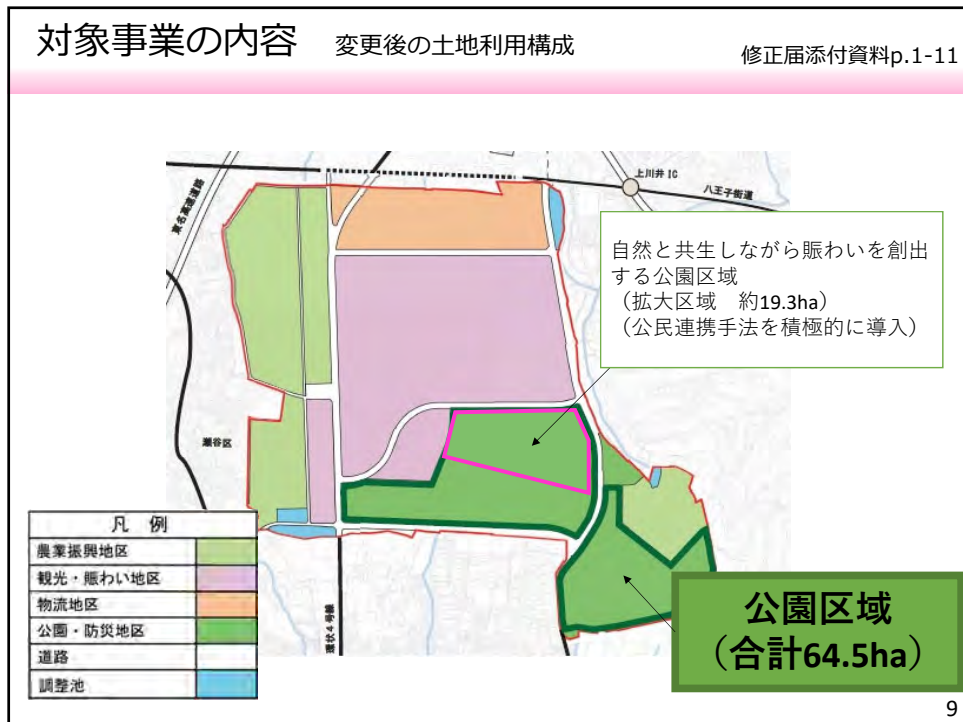 対象事業の内容 変更後の土地利用構成
修正届添付資料p.1-11
上川井IC
八王子街道
東名高速道路
自然と共生しながら賑わいを創出
する公園区域
（拡大区域　約19.3ha）
（公民連携手法を積極的に導入）
瀬谷区
凡 例
農業振興地区
観光・賑わい地区
物流地区
公園・防災地区
道路
調整池
環状4号線
公園区域
（合計64.5ha）
9